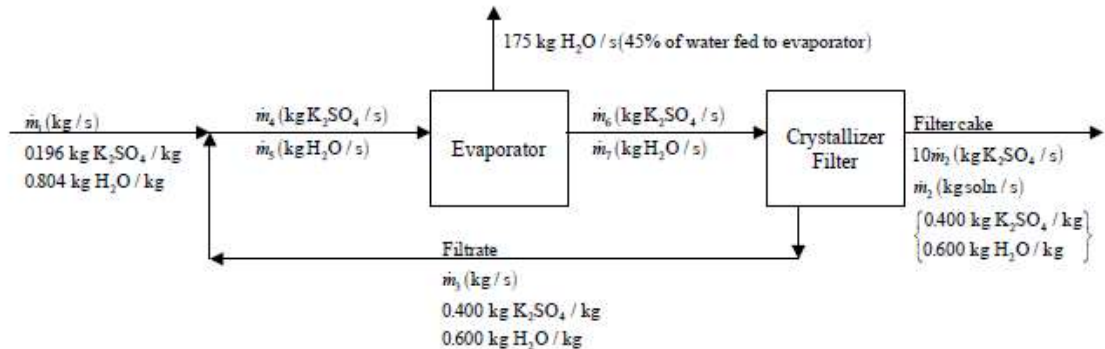 175 kg H₂O / s(45% of water fed to evaporator)
ṁ₁ (kg / s)
0.196 kg K₂SO₄ / kg
0.804 kg H₂O / kg
ṁ₄ (kg K₂SO₄ / s)
ṁ₅ (kg H₂O / s)
Evaporator
ṁ₆ (kg K₂SO₄ / s)
ṁ₇ (kg H₂O / s)
Crystallizer
Filter
Filter cake
10ṁ₂ (kg K₂SO₄ / s)
ṁ₂ (kg soln / s)
{0.400 kg K₂SO₄ / kg}
{0.600 kg H₂O / kg}
Filtrate
ṁ₃ (kg / s)
0.400 kg K₂SO₄ / kg
0.600 kg H₂O / kg